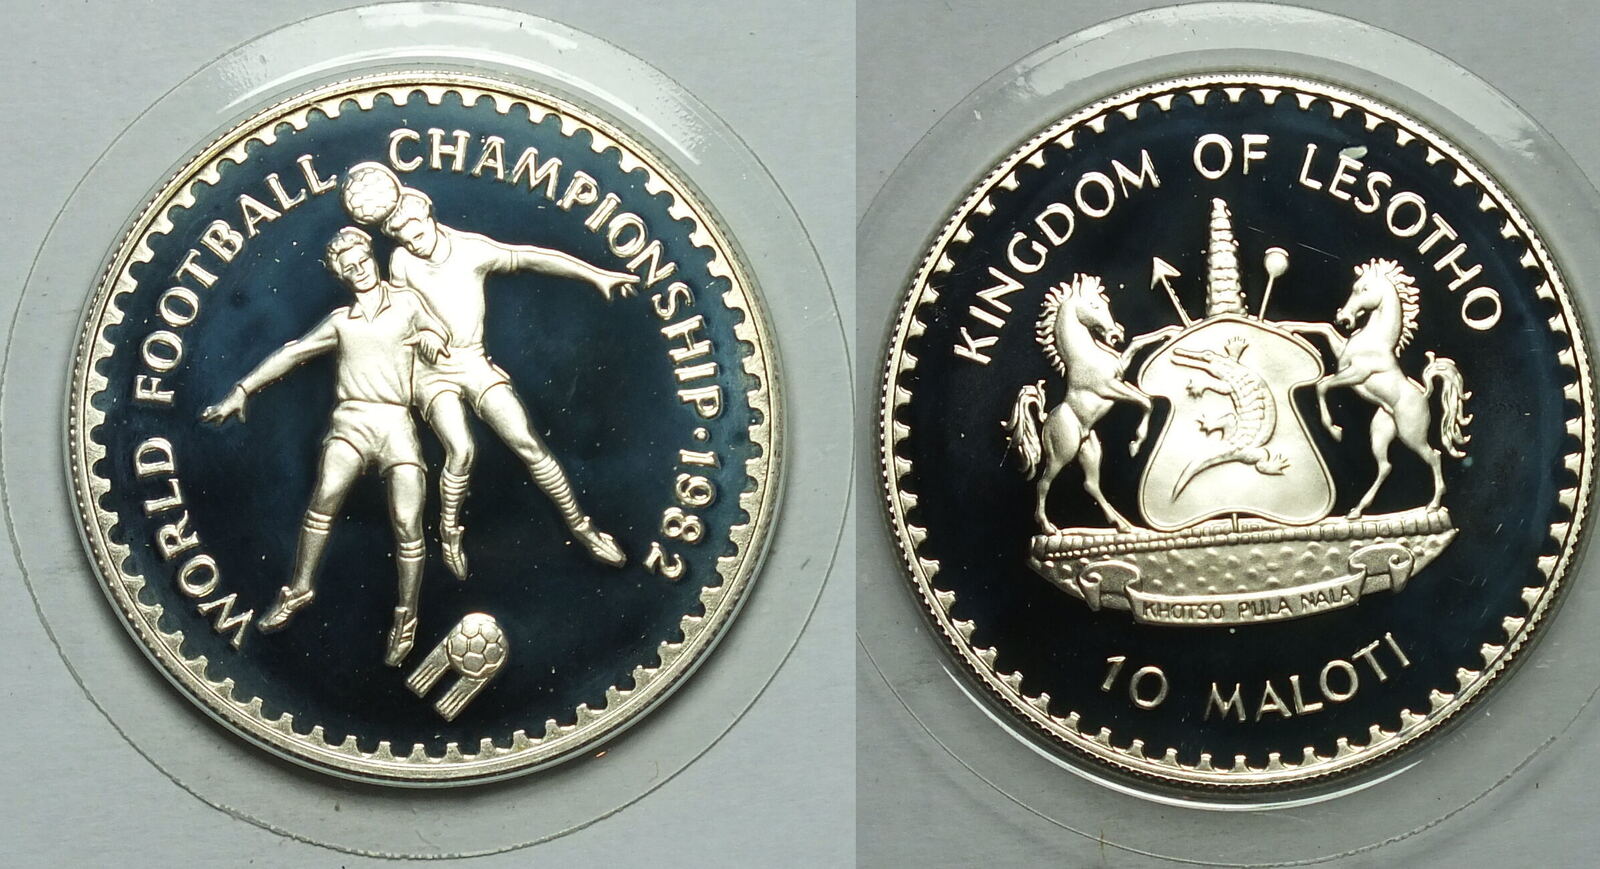 WORLD FOOTBALL CHAMPIONSHIP · 1982
KINGDOM OF LESOTHO
KHOTSO PULA NALA
10 MALOTI